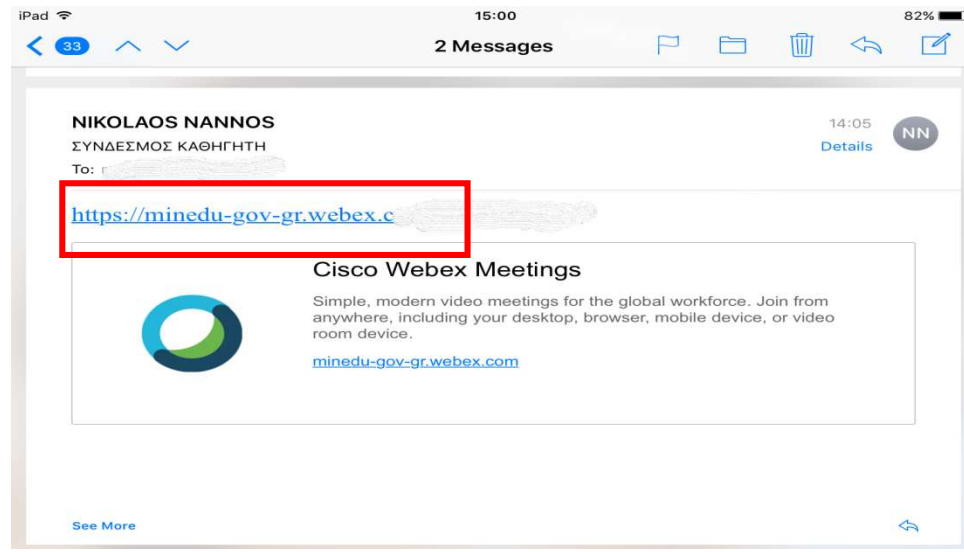 iPad 15:00 82%
33 2 Messages
NIKOLAOS NANNOS 14:05 NN
ΣΥΝΔΕΣΜΟΣ ΚΑΘΗΓΗΤΗ Details
To:
https://minedu-gov-gr.webex.c
Cisco Webex Meetings
Simple, modern video meetings for the global workforce. Join from
anywhere, including your desktop, browser, mobile device, or video
room device.
minedu-gov-gr.webex.com
See More